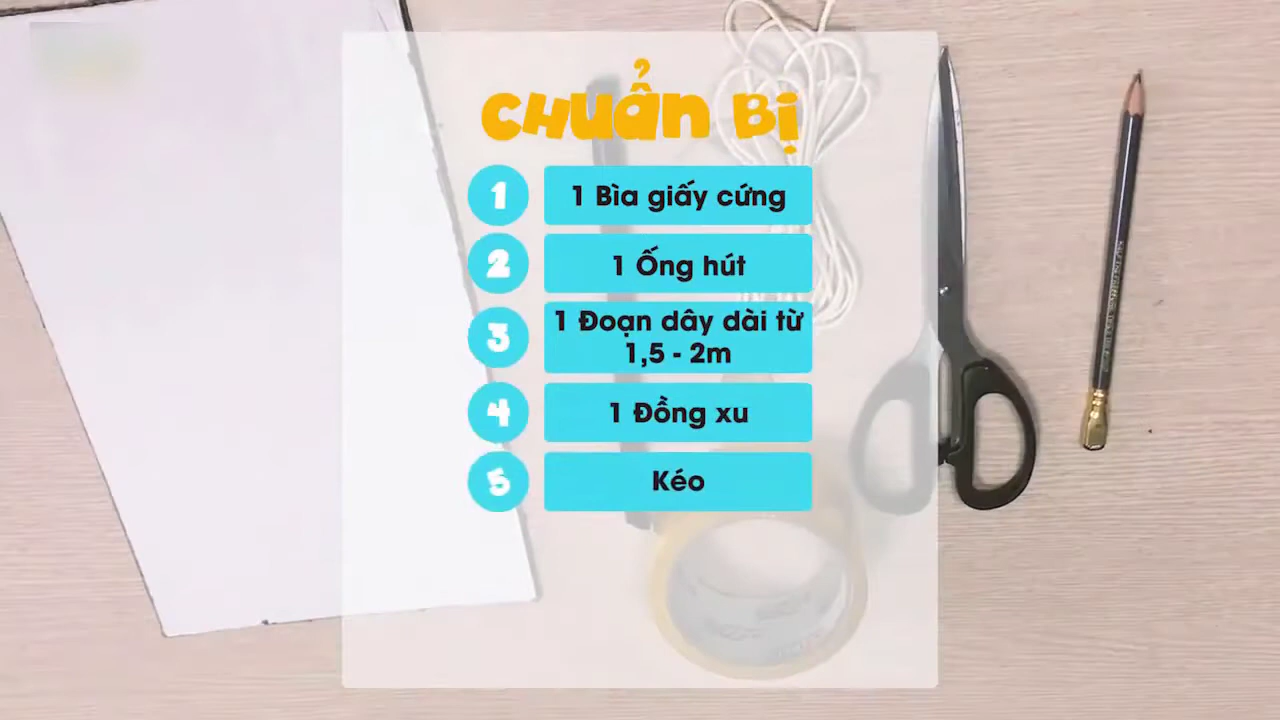 CHUẨN BỊ
1
1 Bìa giấy cứng
2
1 Ống hút
3
1 Đoạn dây dài từ
1,5 - 2m
4
1 Đồng xu
5
Kéo